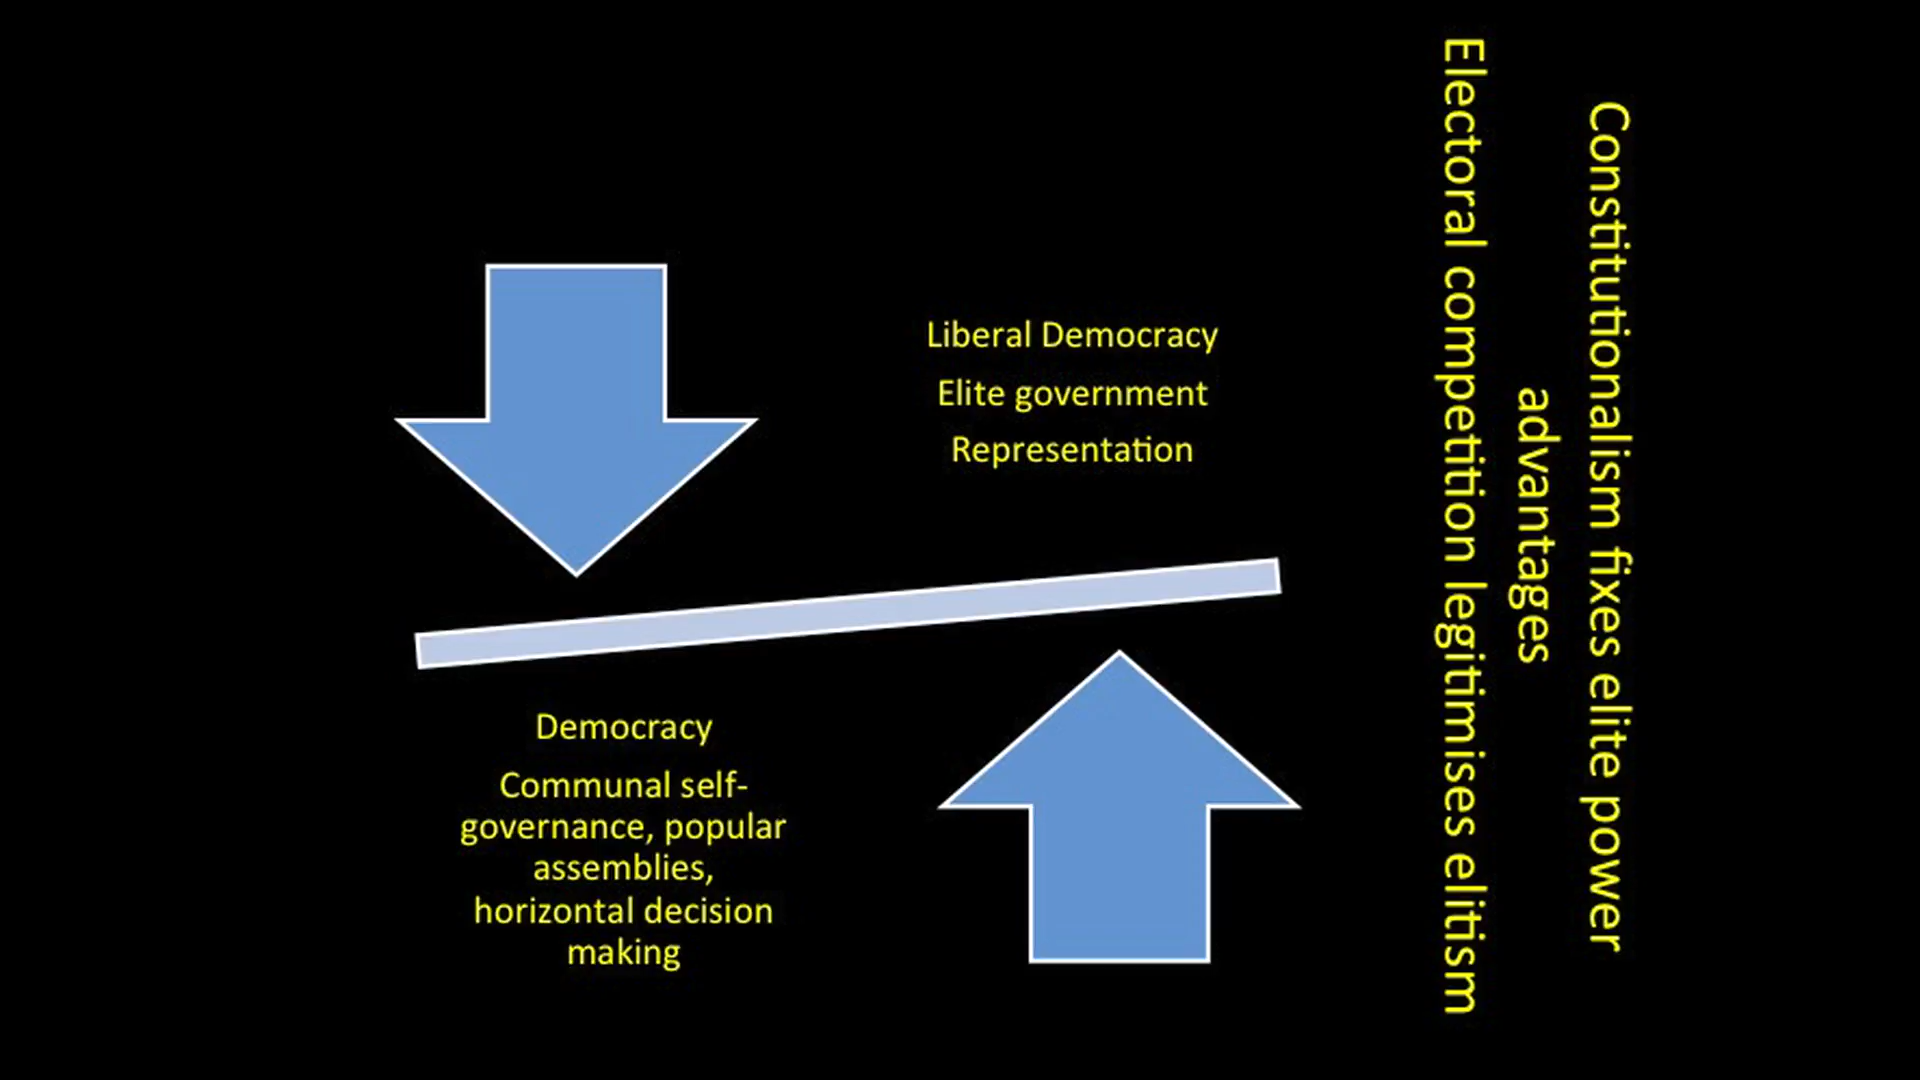 Liberal Democracy
Elite government
Representation
Democracy
Communal self-
governance, popular
assemblies,
horizontal decision
making
Constitutionalism fixes elite power
advantages
Electoral competition legitimises elitism